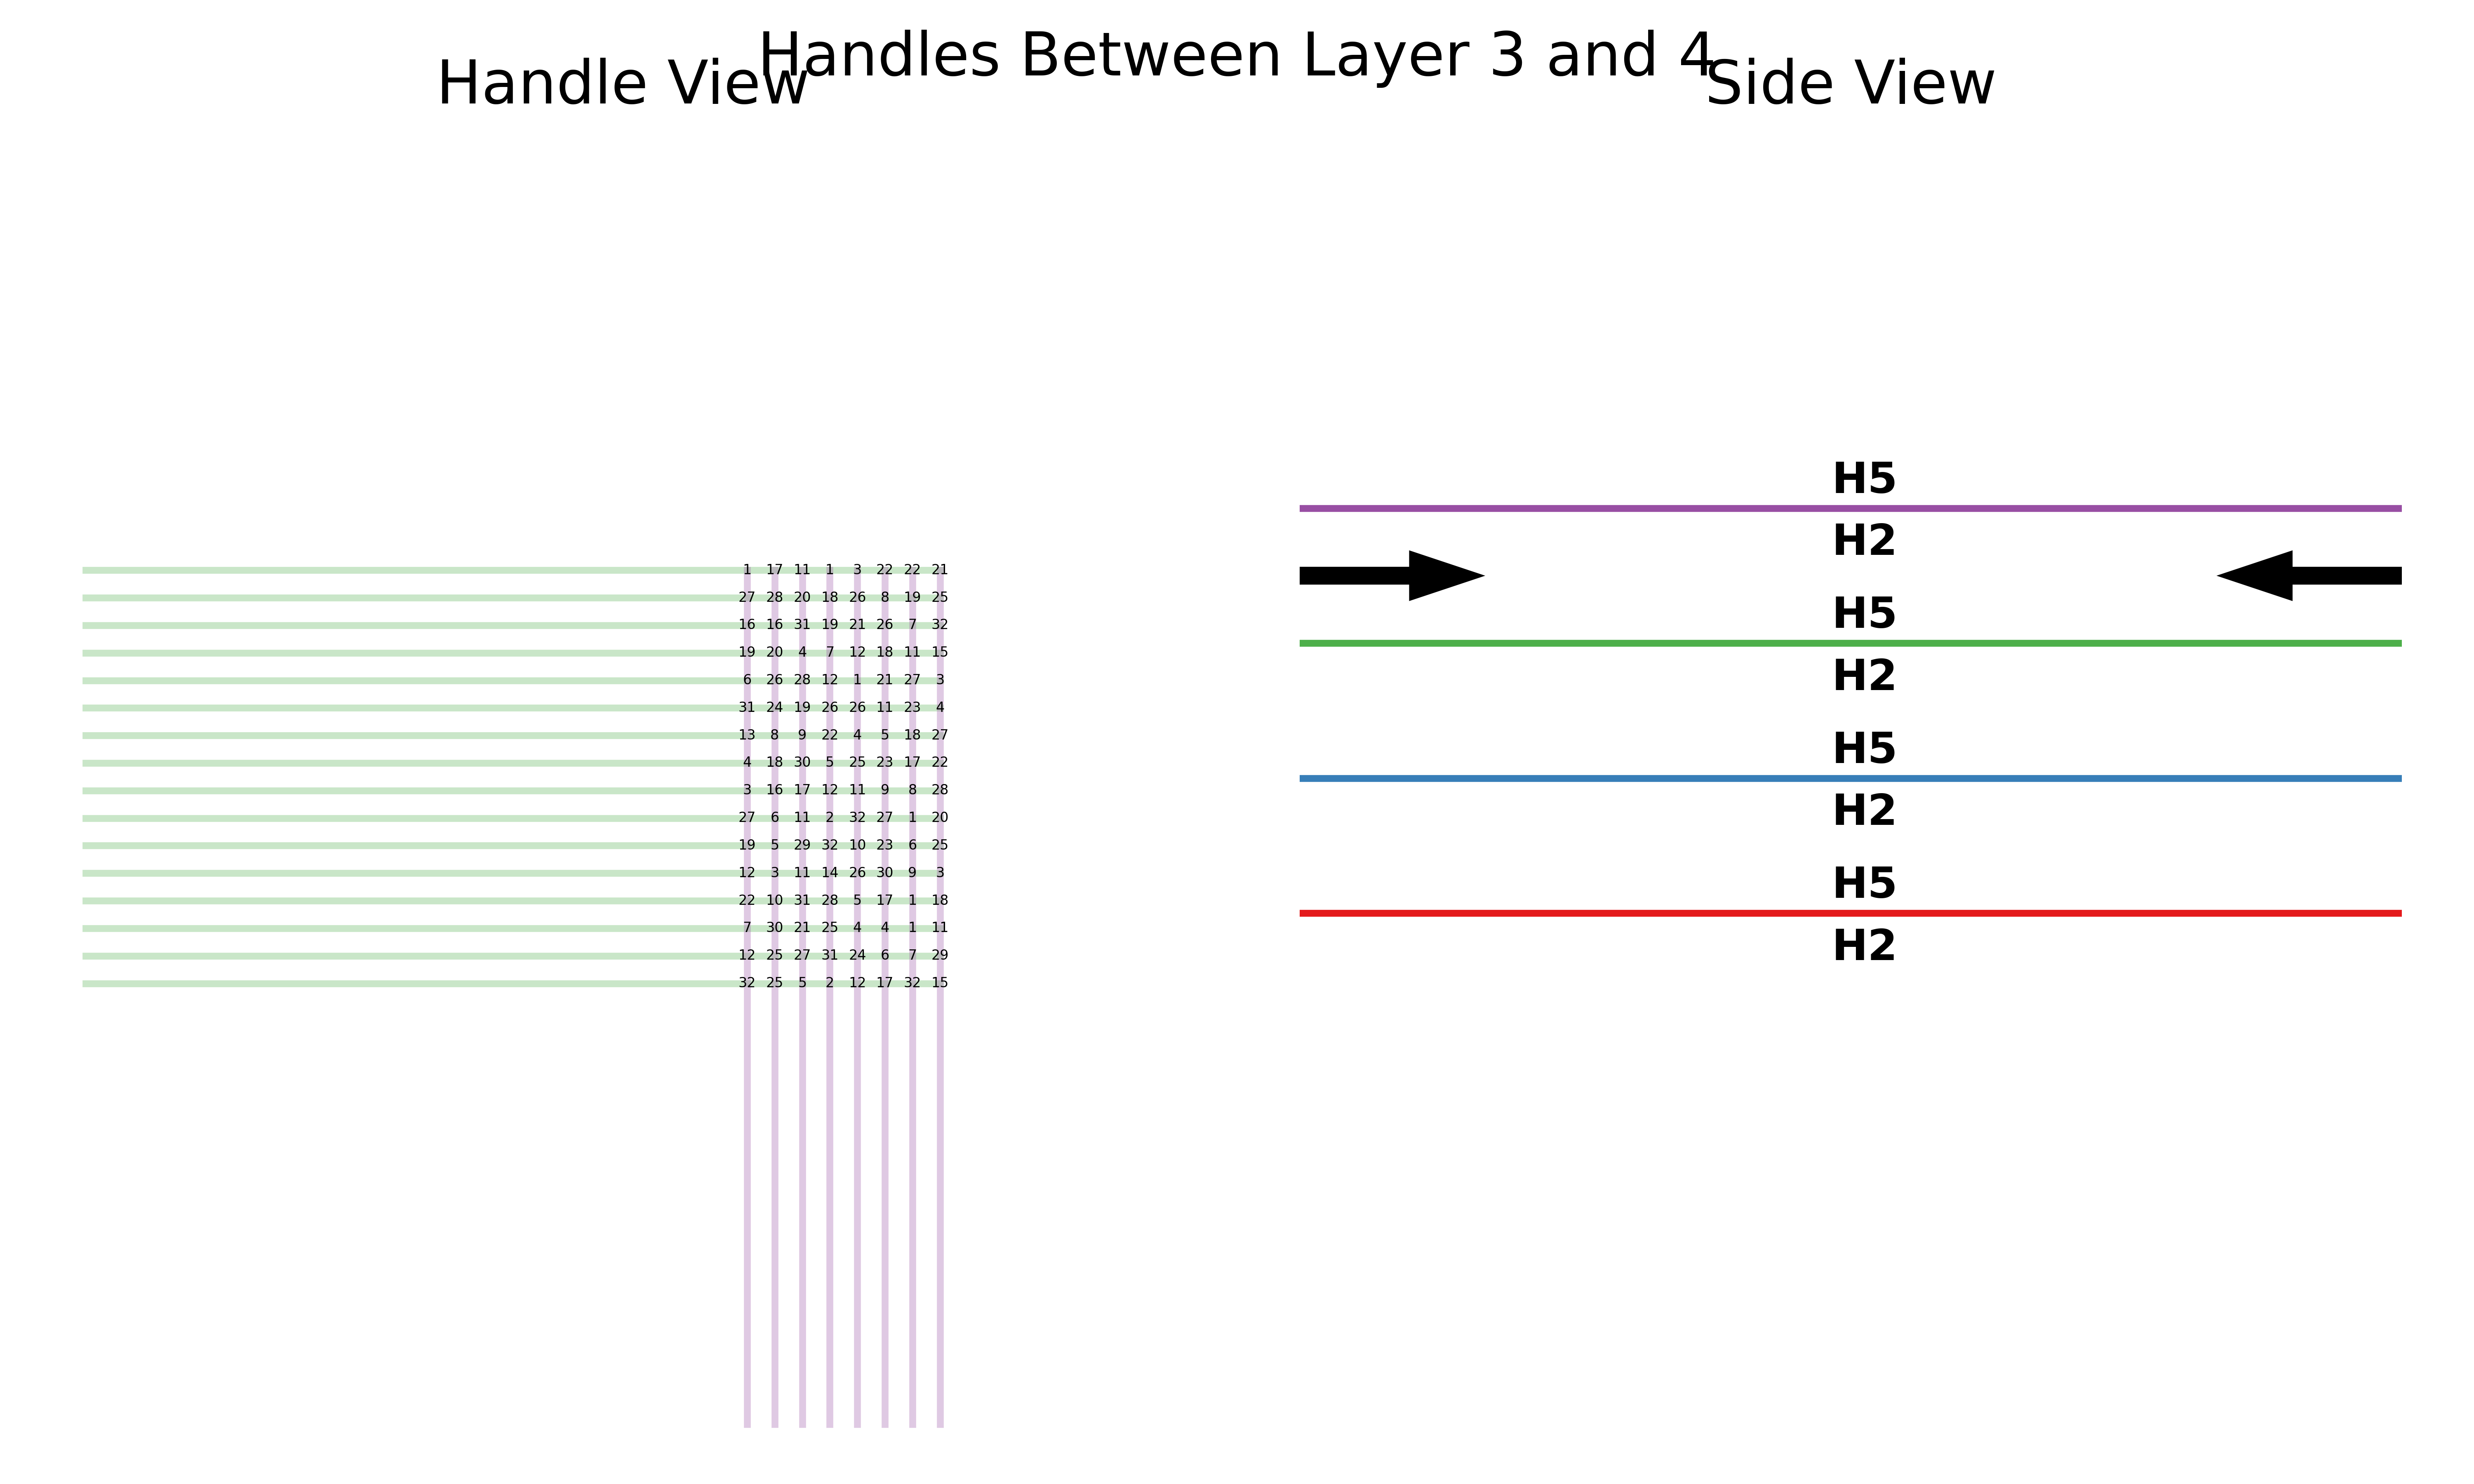 Handles Between Layer 3 and 4
Handle View
Side View
1 17 11 1 3 22 22 21
27 28 20 18 26 8 19 25
16 16 31 19 21 26 7 32
19 20 4 7 12 18 11 15
6 26 28 12 1 21 27 3
31 24 19 26 26 11 23 4
13 8 9 22 4 5 18 27
4 18 30 5 25 23 17 22
3 16 17 12 11 9 8 28
27 6 11 2 32 27 1 20
19 5 29 32 10 23 6 25
12 3 11 14 26 30 9 3
22 10 31 28 5 17 1 18
7 30 21 25 4 4 1 11
12 25 27 31 24 6 7 29
32 25 5 2 12 17 32 15
H5
H2
H5
H2
H5
H2
H5
H2